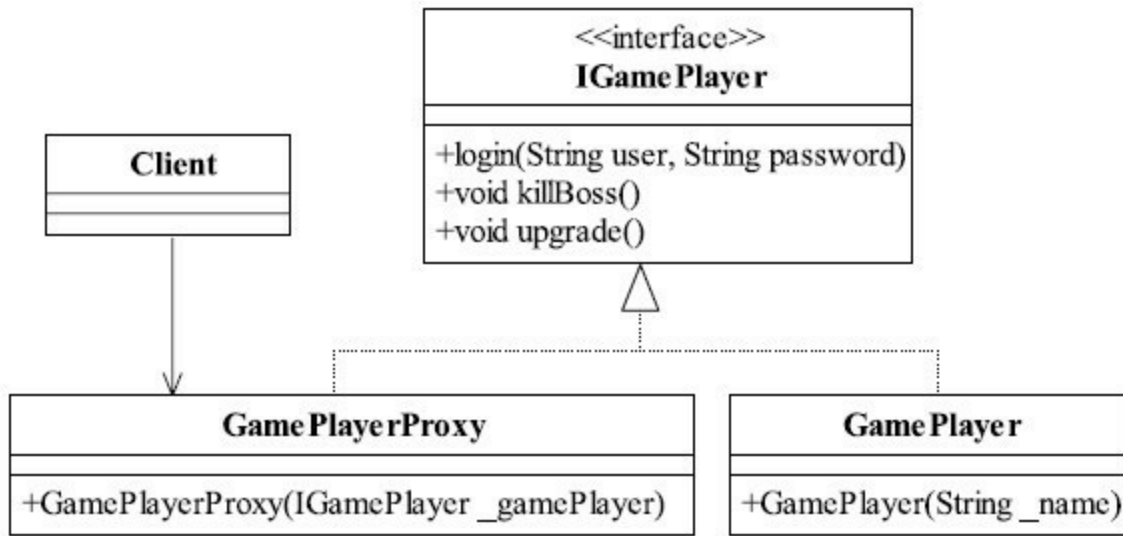 <<interface>>
IGamePlayer
+login(String user, String password)
+void killBoss()
+void upgrade()
Client
GamePlayerProxy
+GamePlayerProxy(IGamePlayer _gamePlayer)
GamePlayer
+GamePlayer(String _name)